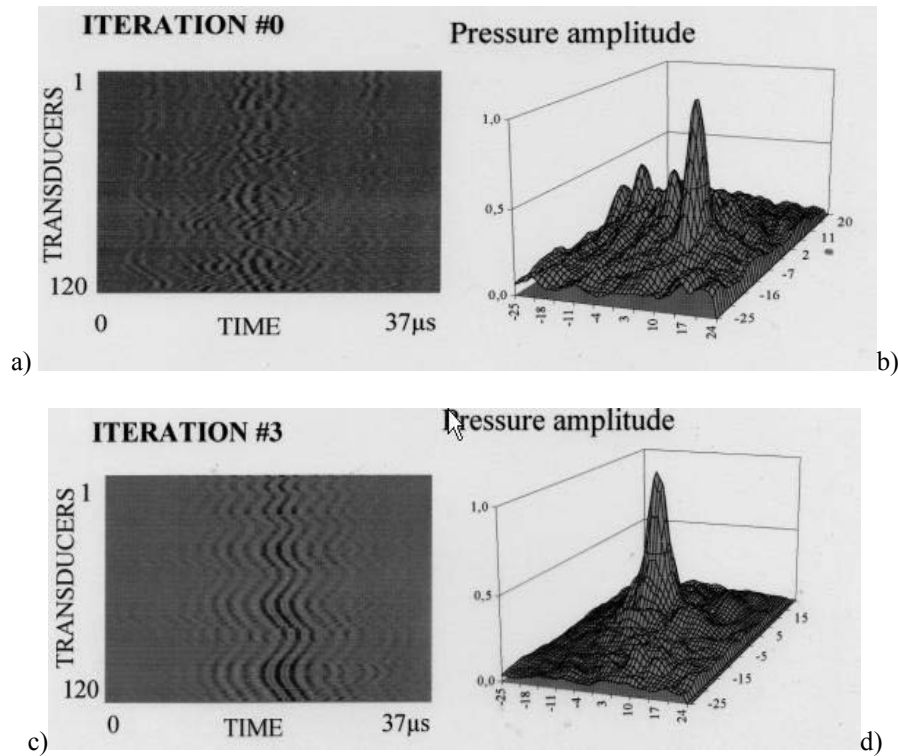 ITERATION #0
Pressure amplitude
TRANSDUCERS
1
120
0
TIME
37µs
1,0
0,5
0,0
-25
-18
-11
-4
3
10
17
24
-25
-16
-7
2
11
20
a)
b)
ITERATION #3
Pressure amplitude
TRANSDUCERS
1
120
0
TIME
37µs
1,0
0,5
0,0
-25
-18
-11
-4
3
10
17
24
-25
-15
-5
5
15
c)
d)